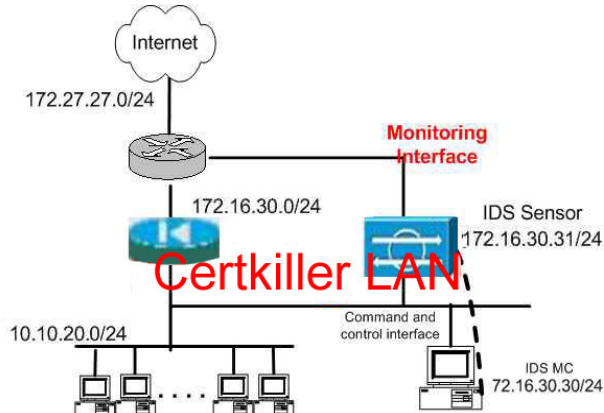 Internet
172.27.27.0/24
Monitoring
Interface
172.16.30.0/24
IDS Sensor
172.16.30.31/24
Certkiller LAN
Command and
control interface
10.10.20.0/24
IDS MC
72.16.30.30/24